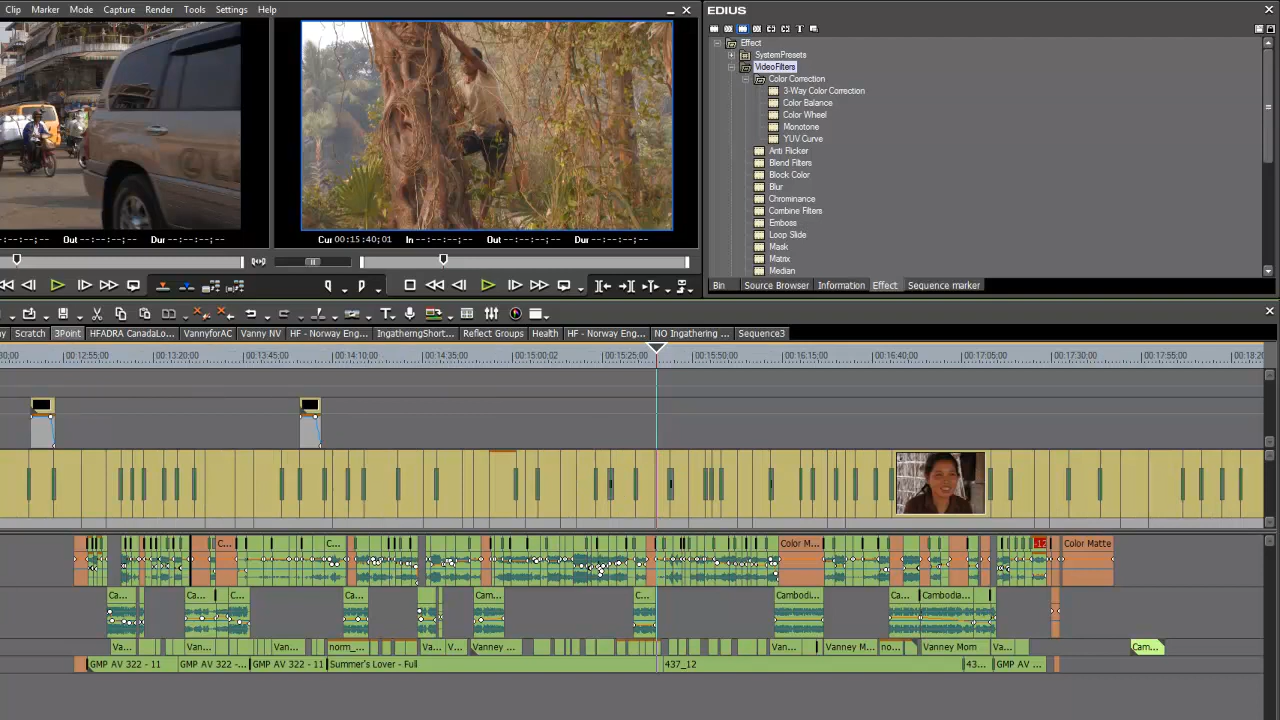 Clip Marker Mode Capture Render Tools Settings Help
EDIUS
Effect
SystemPresets
VideoFilters
Color Correction
3-Way Color Correction
Color Balance
Color Wheel
Monotone
YUV Curve
Anti Flicker
Blend Filters
Block Color
Blur
Chrominance
Combine Filters
Emboss
Loop Slide
Mask
Matrix
Median
--:--;-- Out --:--:--;-- Dur --:--:--;--
Cur 00:15:40;01 In --:--:--;-- Out --:--:--;-- Dur --:--:--;--
Bin Source Browser Information Effect Sequence marker
Scratch 3Point HFADRA CanadaLo... VannyforAC Vanny NV HF - Norway Eng... IngatherngShort... Reflect Groups Health HF - Norway Eng... NO Ingathering ... Sequence3
00:12:55;00 00:13:20;00 00:13:45;00 00:14:10;00 00:14:35;00 00:15:00;02 00:15:25;00 00:15:50;00 00:16:15;00 00:16:40;00 00:17:05;00 00:17:30;00 00:17:55;00 00:18:20
C... C... Color M... 12 Color Matte
Ca... Ca... C... Ca... Cam... C... Cambodi... Ca... Cambodia...
Va... Van... Van... norm_... Va... V... Vanney ... Van... Vanney M... no... Vanney Mom Va... Cam...
GMP AV 322 - 11 GMP AV 322 -... GMP AV 322 - 11 Summer's Lover - Full 437_12 43... GMP AV ...